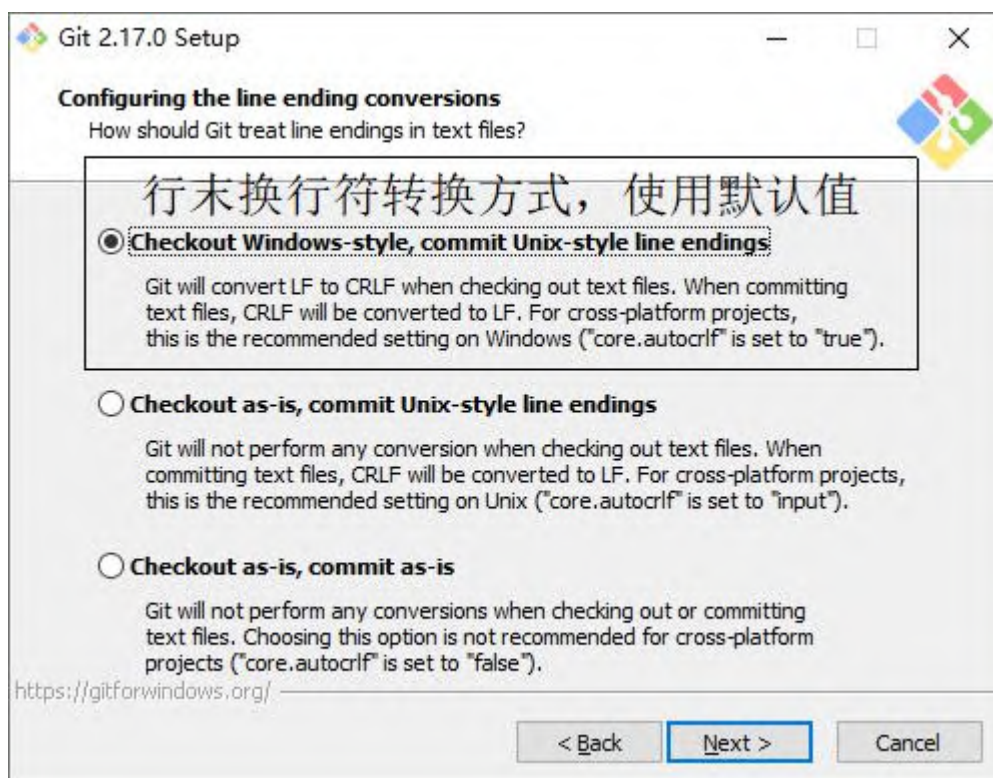 Git 2.17.0 Setup
Configuring the line ending conversions
How should Git treat line endings in text files?
行末换行符转换方式，使用默认值
Checkout Windows-style, commit Unix-style line endings
Git will convert LF to CRLF when checking out text files. When committing
text files, CRLF will be converted to LF. For cross-platform projects,
this is the recommended setting on Windows ("core.autocrlf" is set to "true").
Checkout as-is, commit Unix-style line endings
Git will not perform any conversion when checking out text files. When
committing text files, CRLF will be converted to LF. For cross-platform projects,
this is the recommended setting on Unix ("core.autocrlf" is set to "input").
Checkout as-is, commit as-is
Git will not perform any conversions when checking out or committing
text files. Choosing this option is not recommended for cross-platform
projects ("core.autocrlf" is set to "false").
https://gitforwindows.org/
< Back Next > Cancel